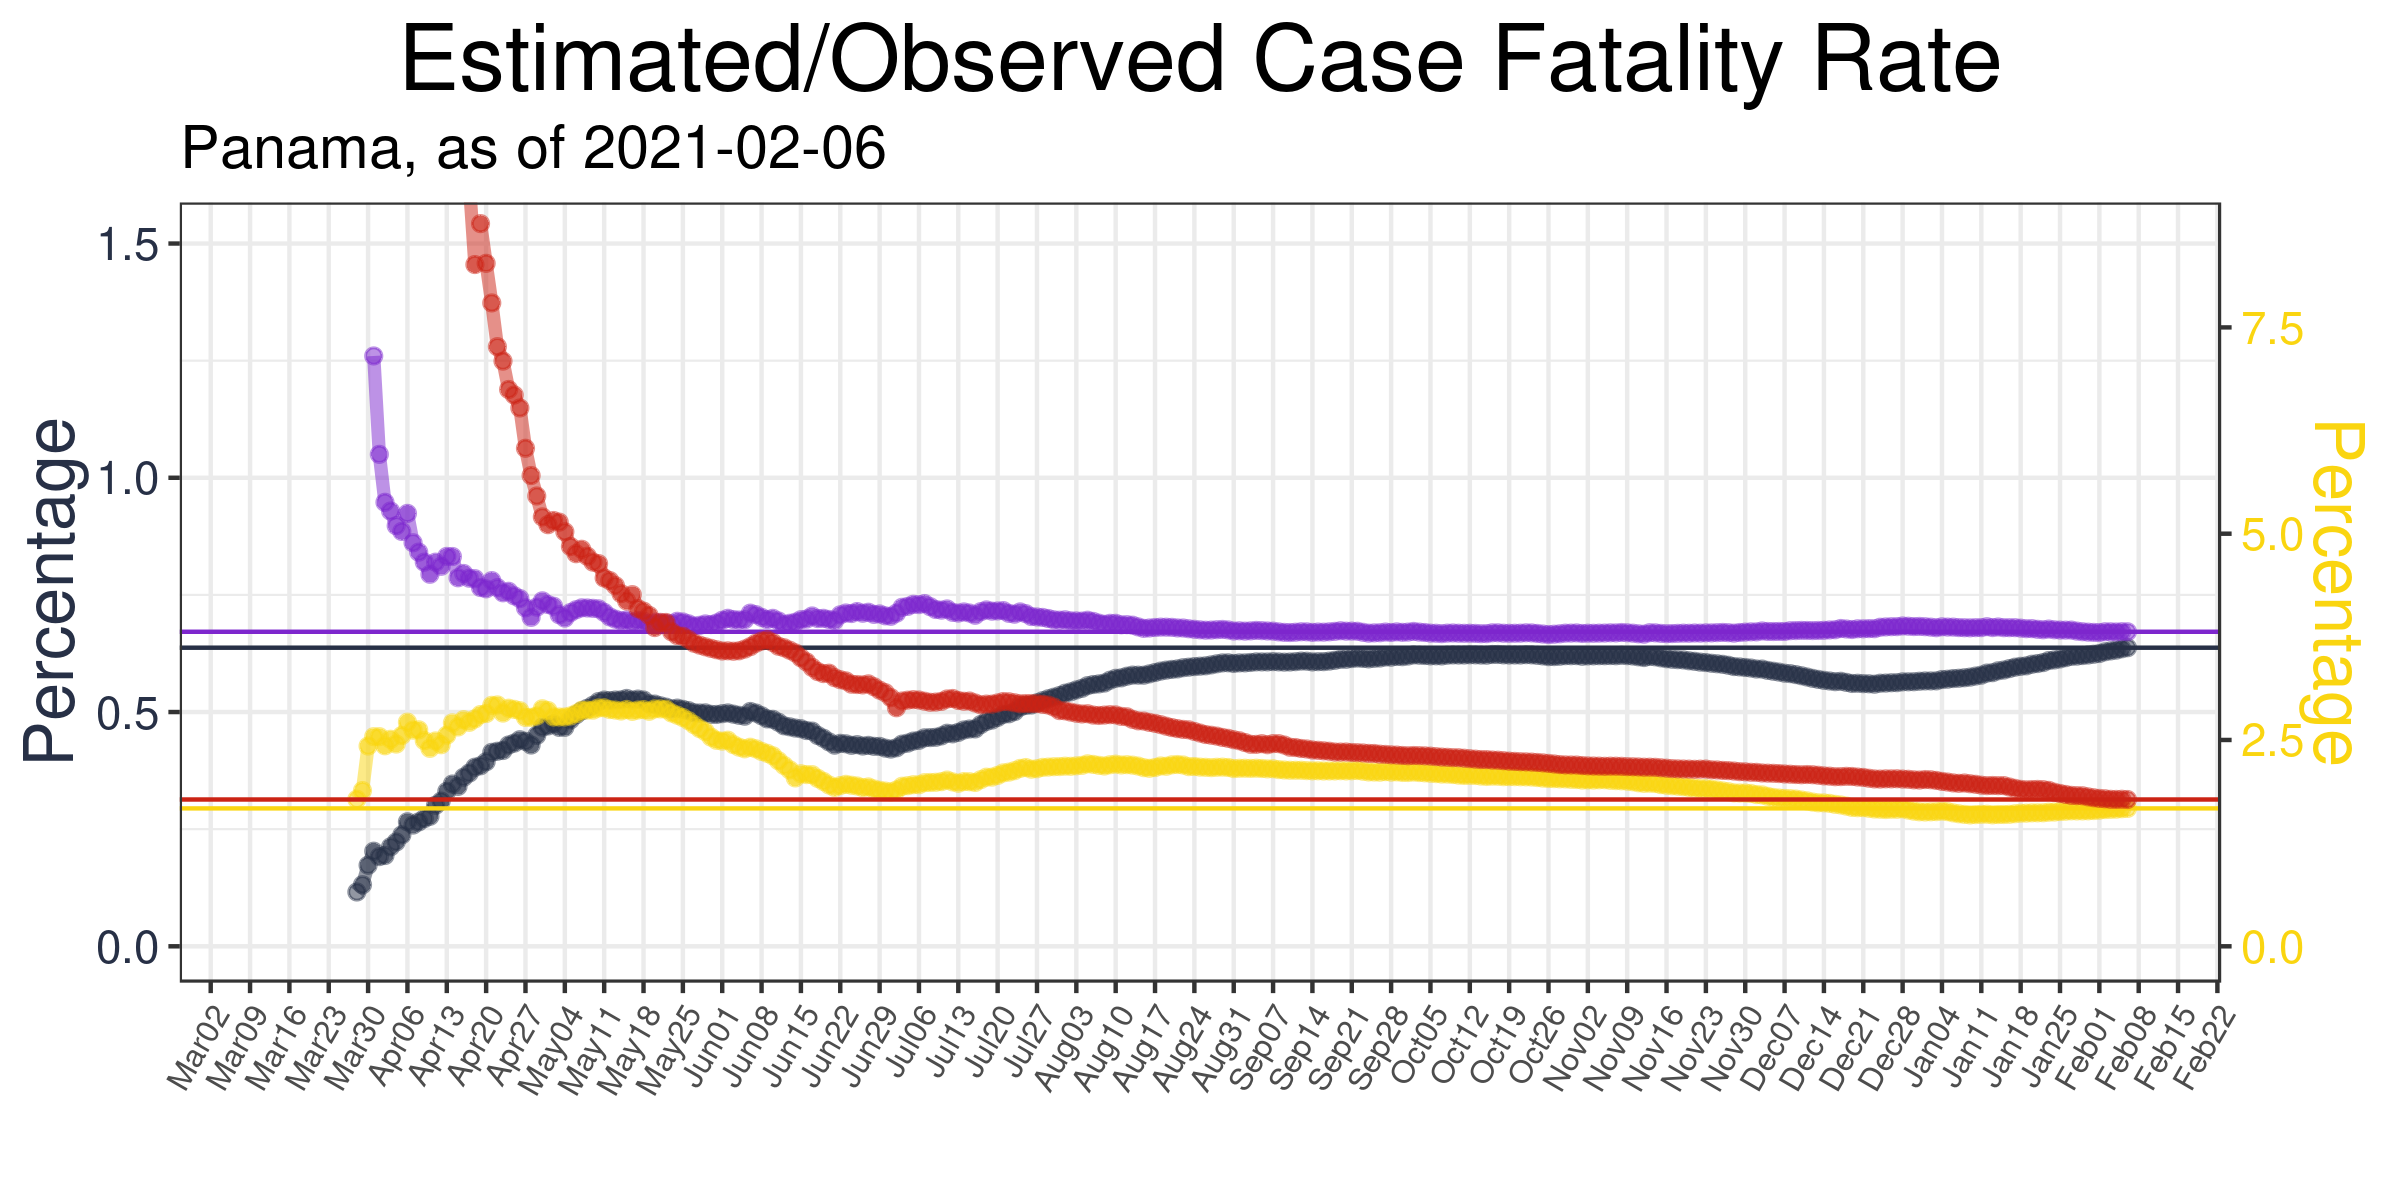 Estimated/Observed Case Fatality Rate
Panama, as of 2021-02-06
Percentage
1.5
1.0
0.5
0.0
7.5
5.0
2.5
0.0
Percentage
Mar02 Mar09 Mar16 Mar23 Mar30 Apr06 Apr13 Apr20 Apr27 May04 May11 May18 May25 Jun01 Jun08 Jun15 Jun22 Jun29 Jul06 Jul13 Jul20 Jul27 Aug03 Aug10 Aug17 Aug24 Aug31 Sep07 Sep14 Sep21 Sep28 Oct05 Oct12 Oct19 Oct26 Nov02 Nov09 Nov16 Nov23 Nov30 Dec07 Dec14 Dec21 Dec28 Jan04 Jan11 Jan18 Jan25 Feb01 Feb08 Feb15 Feb22